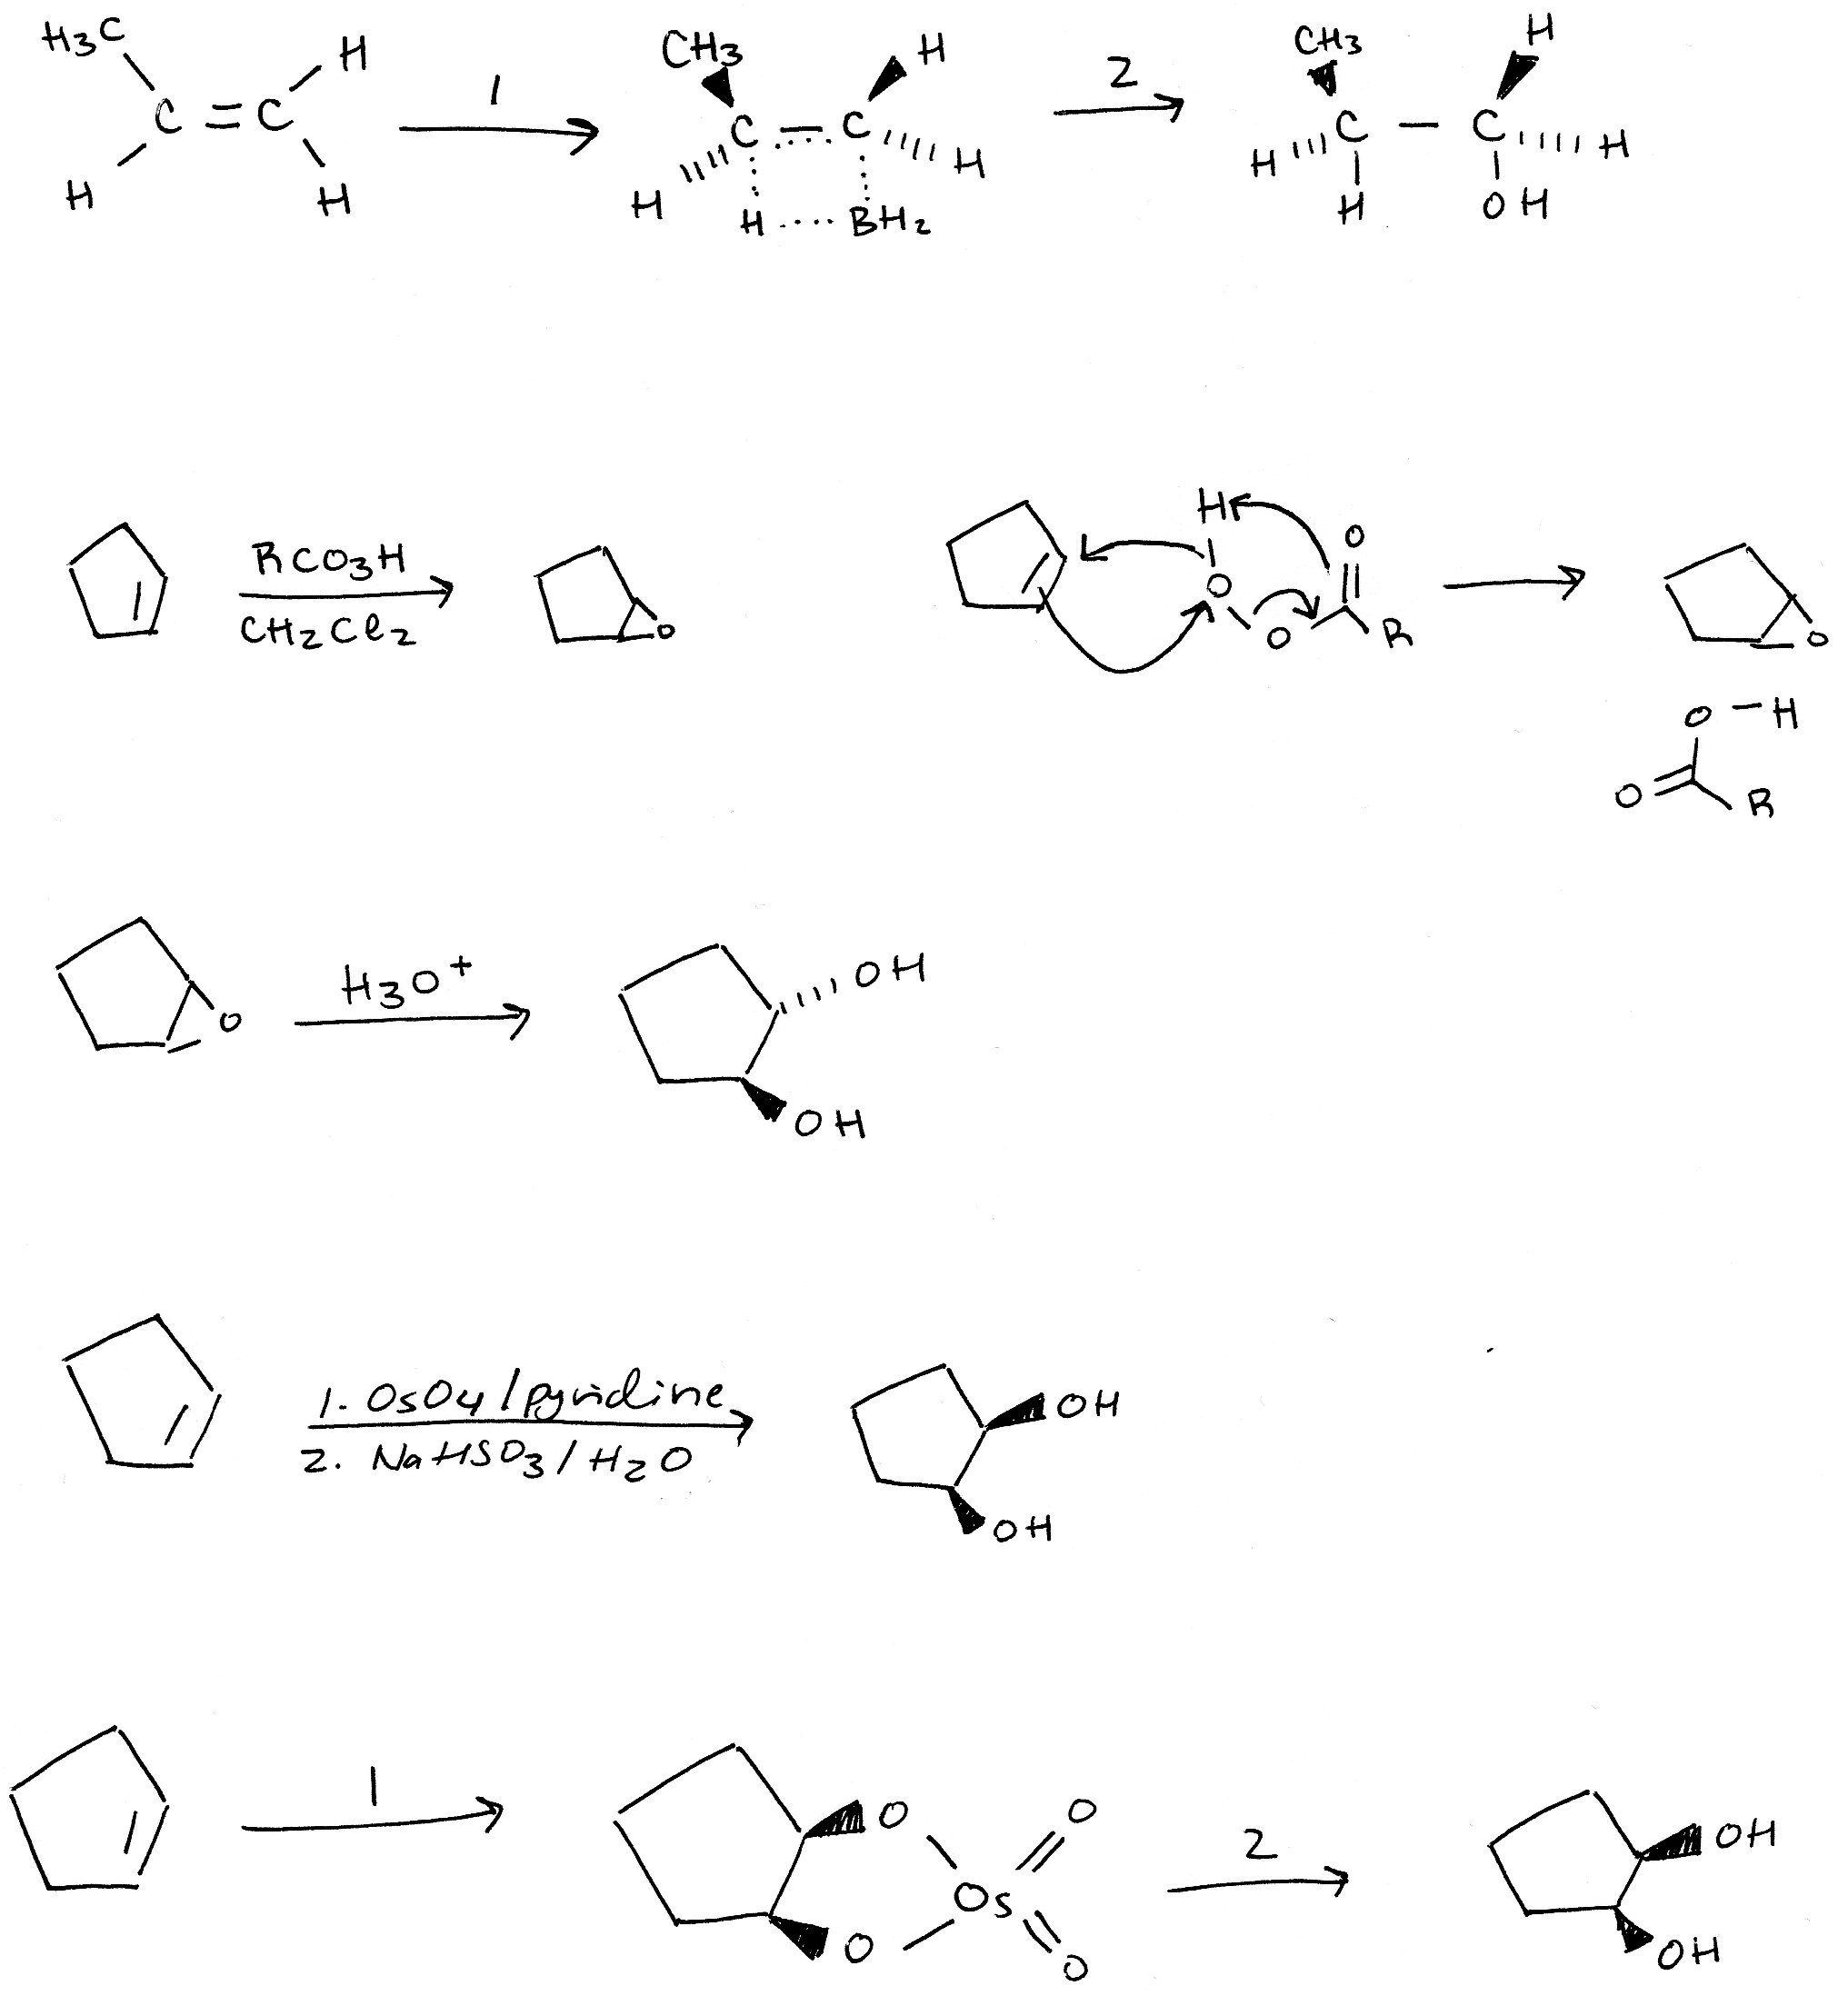 H3C H CH3 H CH3 H
C = C 1 C C 2 C - C
H H H H H H
H BH2 H OH
RCO3H
CH2Cl2
O
H O
O O R
O
O - H
O R
O
H3O+
OH
OH
1. OsO4/pyridine
2. NaHSO3/H2O
OH
OH
1
O O
Os
O O
2
OH
OH